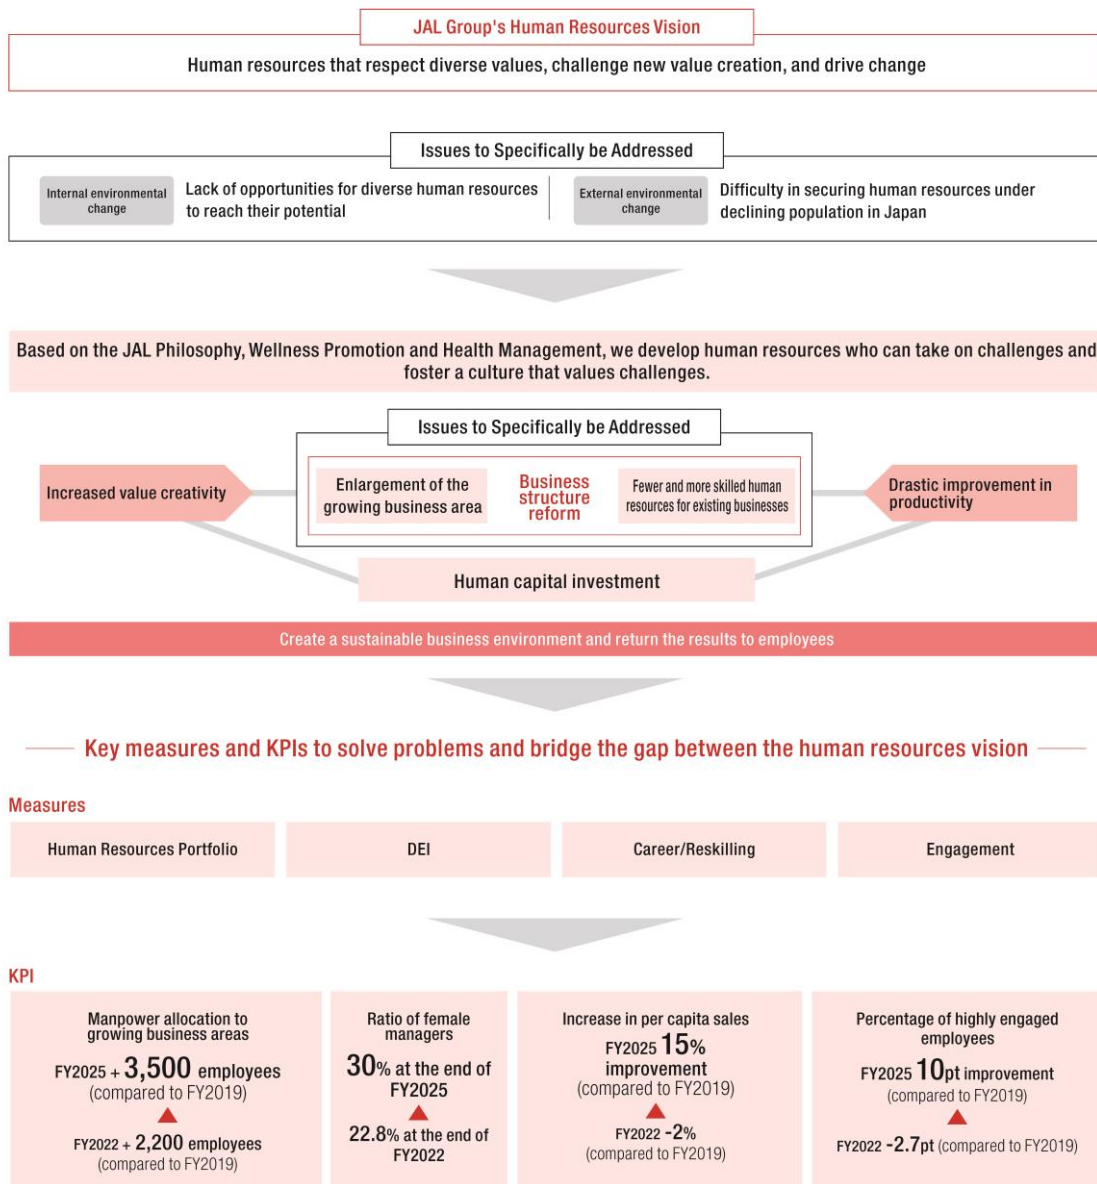 JAL Group's Human Resources Vision
Human resources that respect diverse values, challenge new value creation, and drive change
Issues to Specifically be Addressed
Internal environmental
change
Lack of opportunities for diverse human resources
to reach their potential
External environmental
change
Difficulty in securing human resources under
declining population in Japan
Based on the JAL Philosophy, Wellness Promotion and Health Management, we develop human resources who can take on challenges and
foster a culture that values challenges.
Issues to Specifically be Addressed
Increased value creativity
Enlargement of the
growing business area
Business
structure
reform
Fewer and more skilled human
resources for existing businesses
Drastic improvement in
productivity
Human capital investment
Create a sustainable business environment and return the results to employees
Key measures and KPIs to solve problems and bridge the gap between the human resources vision
Measures
Human Resources Portfolio
DEI
Career/Reskilling
Engagement
KPI
Manpower allocation to
growing business areas
FY2025 + 3,500 employees
(compared to FY2019)
FY2022 + 2,200 employees
(compared to FY2019)
Ratio of female
managers
30% at the end of
FY2025
22.8% at the end of
FY2022
Increase in per capita sales
FY2025 15%
improvement
(compared to FY2019)
FY2022 -2%
(compared to FY2019)
Percentage of highly engaged
employees
FY2025 10pt improvement
(compared to FY2019)
FY2022 -2.7pt (compared to FY2019)